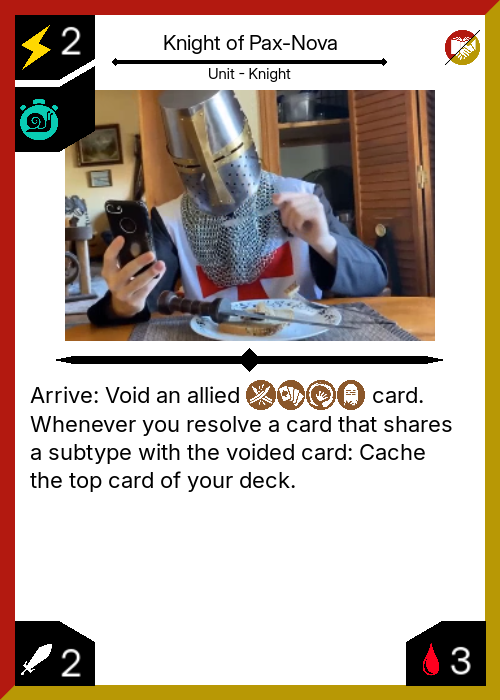 2
Knight of Pax-Nova
Unit - Knight
Arrive: Void an allied card.
Whenever you resolve a card that shares
a subtype with the voided card: Cache
the top card of your deck.
2
3